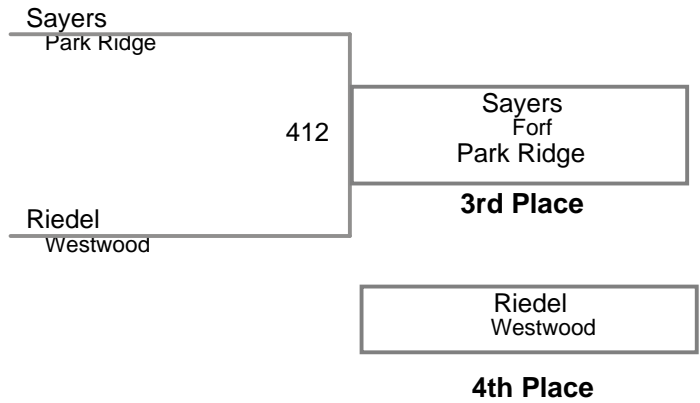 Sayers
Park Ridge
412
Sayers
Forf
Park Ridge
3rd Place
Riedel
Westwood
Riedel
Westwood
4th Place